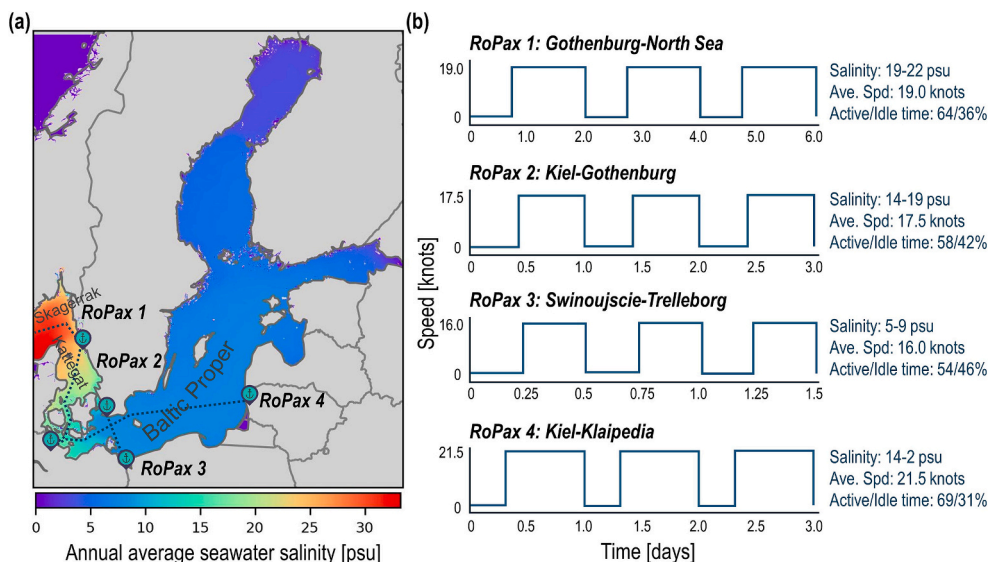 (a)
Skagerrak
Kattegat
RoPax 1
RoPax 2
Baltic Proper
RoPax 4
RoPax 3
0 5 10 15 20 25 30
Annual average seawater salinity [psu]
(b)
Speed [knots]
RoPax 1: Gothenburg-North Sea
19.0
0
0.0 1.0 2.0 3.0 4.0 5.0 6.0
Salinity: 19-22 psu
Ave. Spd: 19.0 knots
Active/Idle time: 64/36%
RoPax 2: Kiel-Gothenburg
17.5
0
0.0 0.5 1.0 1.5 2.0 2.5 3.0
Salinity: 14-19 psu
Ave. Spd: 17.5 knots
Active/Idle time: 58/42%
RoPax 3: Swinoujscie-Trelleborg
16.0
0
0 0.25 0.5 0.75 1.0 1.25 1.5
Salinity: 5-9 psu
Ave. Spd: 16.0 knots
Active/Idle time: 54/46%
RoPax 4: Kiel-Klaipedia
21.5
0
0.5 1.0 1.5 2.0 2.5 3.0
Salinity: 14-2 psu
Ave. Spd: 21.5 knots
Active/Idle time: 69/31%
Time [days]